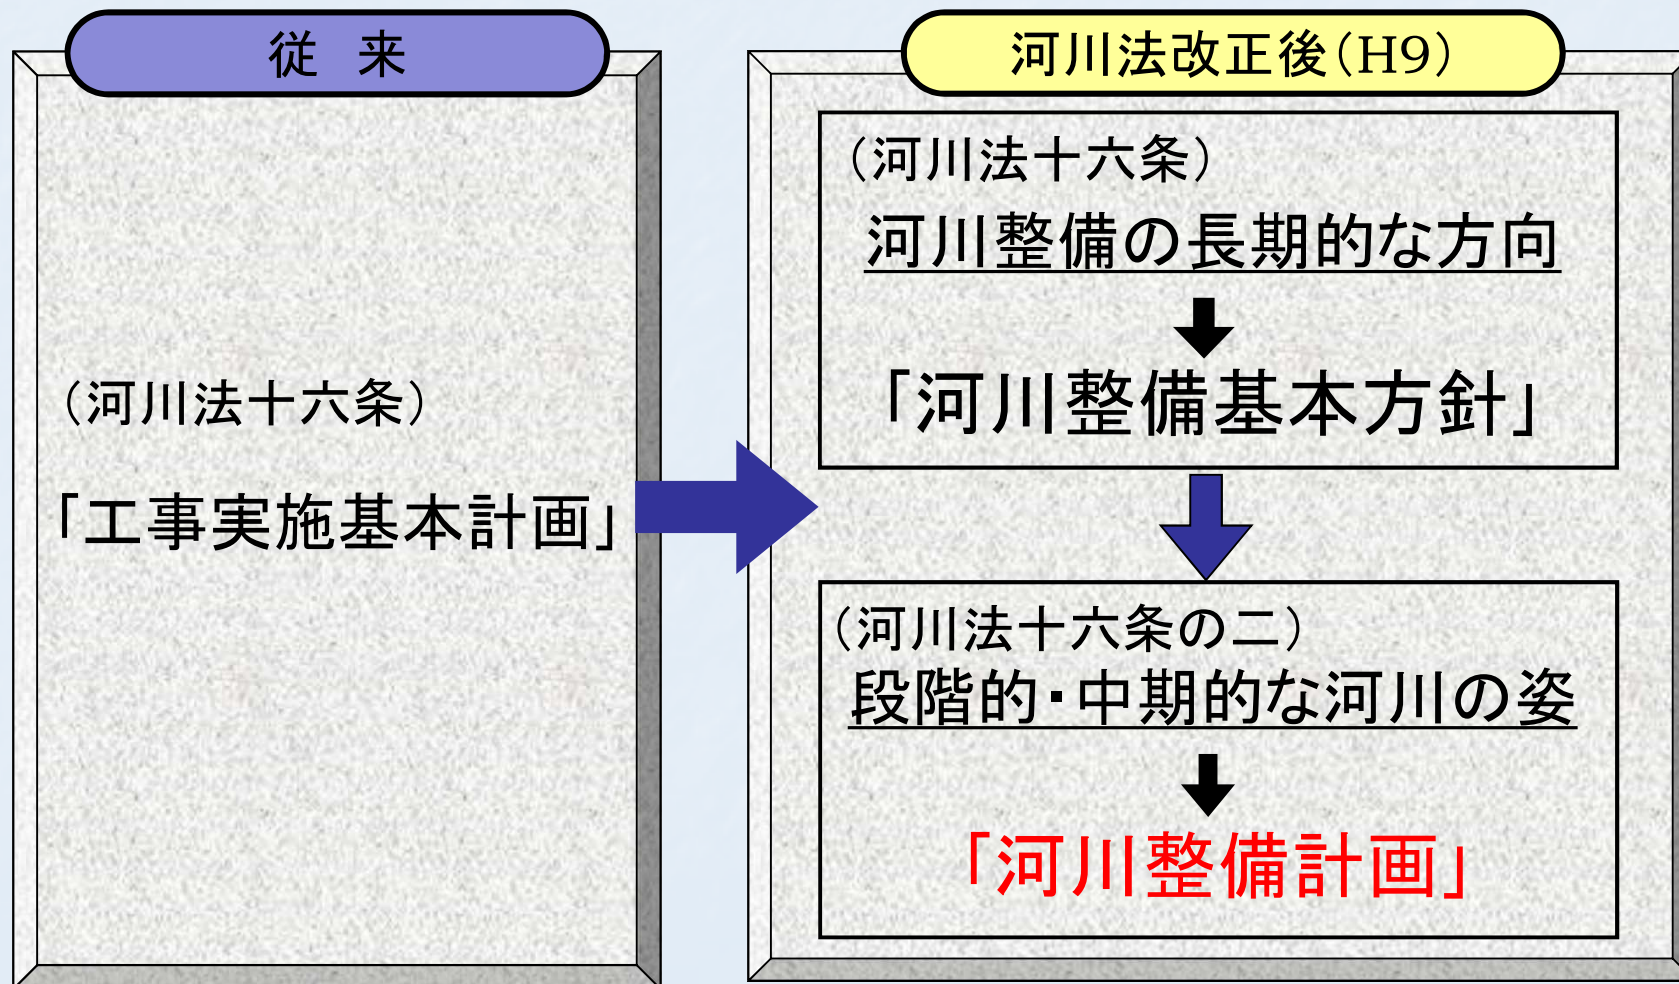 従　来
（河川法十六条）
「工事実施基本計画」
河川法改正後（H9）
（河川法十六条）
河川整備の長期的な方向
「河川整備基本方針」
（河川法十六条の二）
段階的・中期的な河川の姿
「河川整備計画」